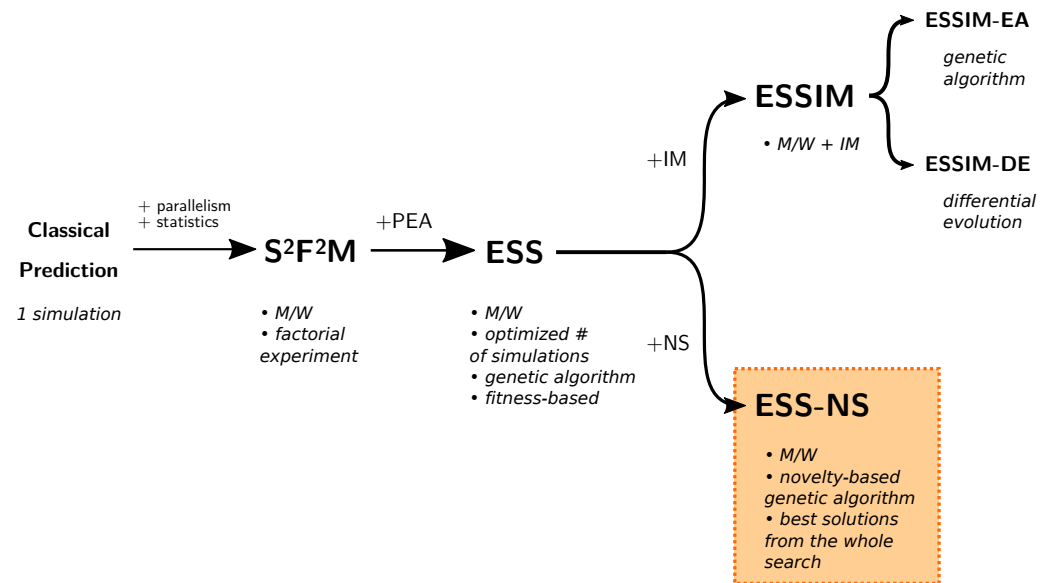 Classical
Prediction
1 simulation
+ parallelism
+ statistics
S²F²M
• M/W
• factorial
experiment
+PEA
ESS
• M/W
• optimized #
of simulations
• genetic algorithm
• fitness-based
+IM
ESSIM
• M/W + IM
ESSIM-EA
genetic
algorithm
ESSIM-DE
differential
evolution
+NS
ESS-NS
• M/W
• novelty-based
genetic algorithm
• best solutions
from the whole
search